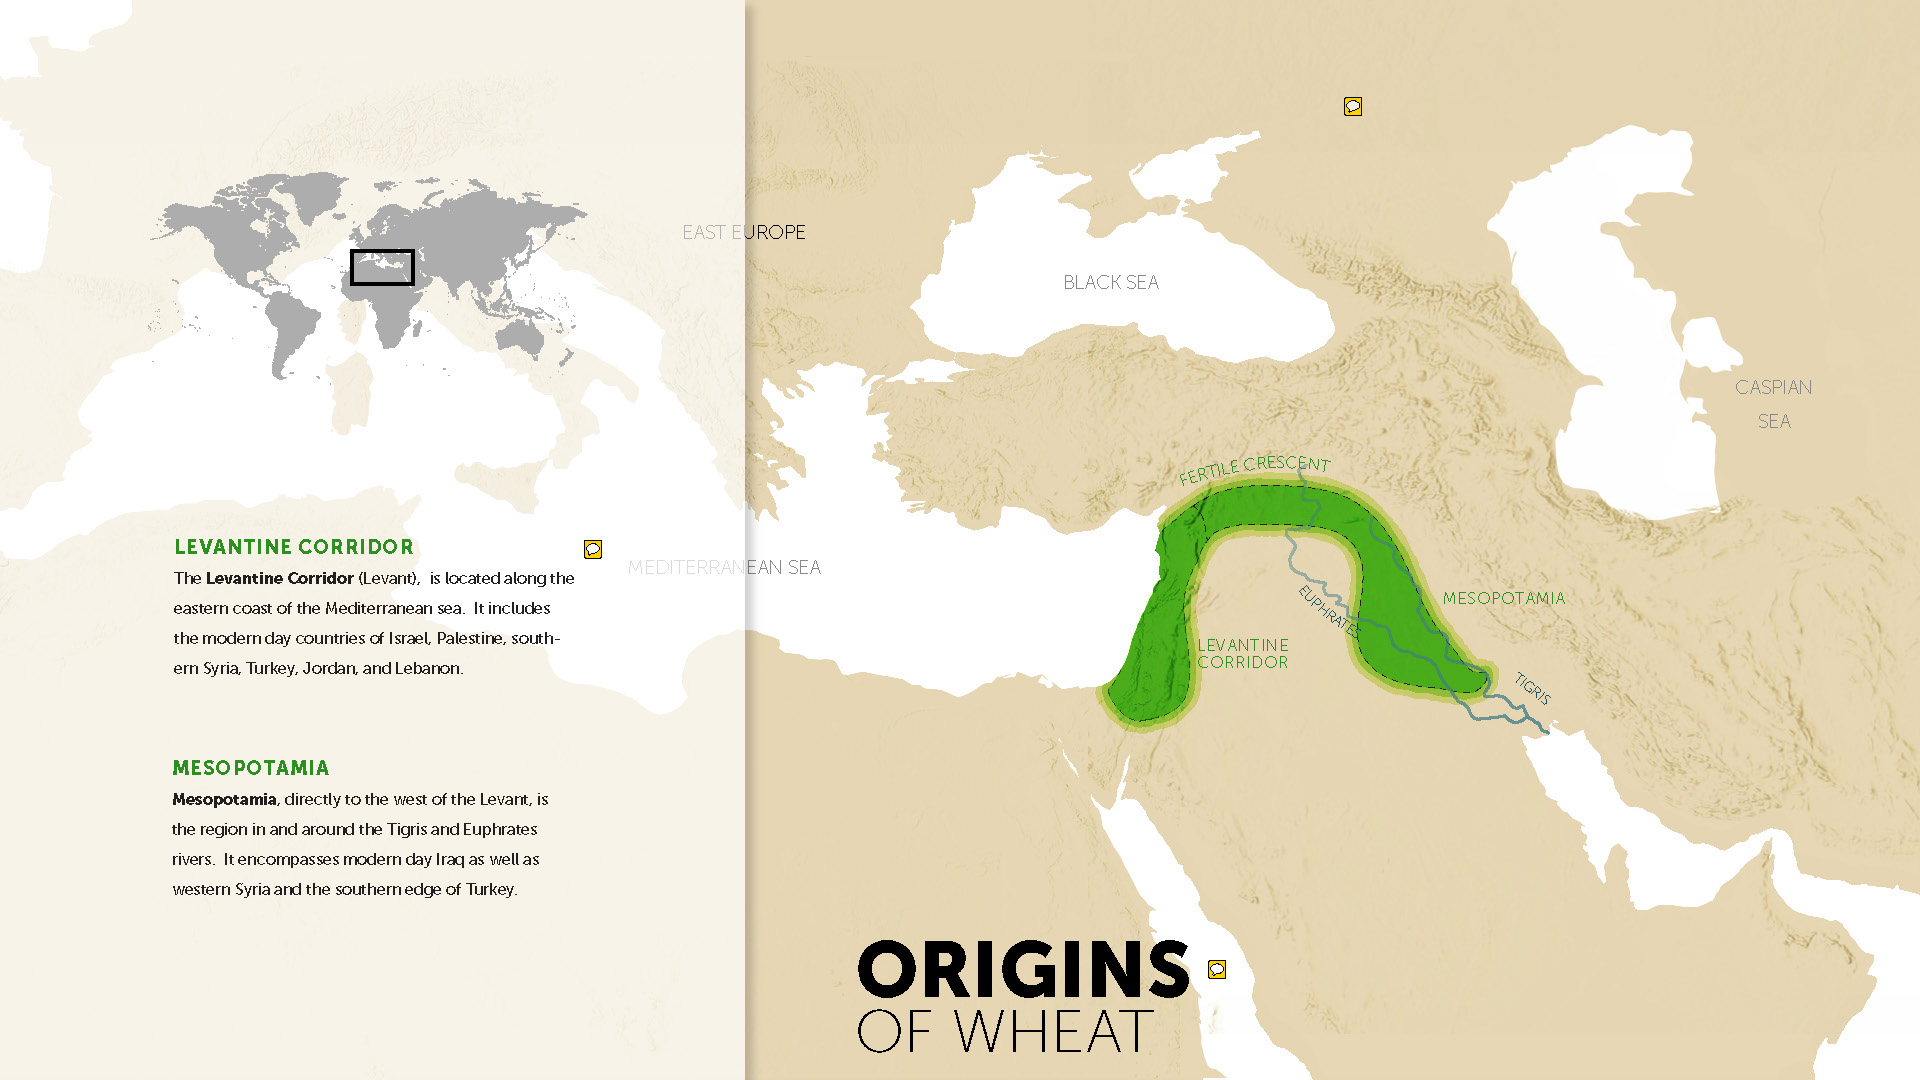 EAST EUROPE
BLACK SEA
CASPIAN
SEA
FERTILE CRESCENT
MEDITERRANEAN SEA
EUPHRATES
MESOPOTAMIA
LEVANTINE
CORRIDOR
TIGRIS
LEVANTINE CORRIDOR
The Levantine Corridor (Levant),  is located along the
eastern coast of the Mediterranean sea.  It includes
the modern day countries of Israel, Palestine, south-
ern Syria, Turkey, Jordan, and Lebanon.
MESOPOTAMIA
Mesopotamia, directly to the west of the Levant, is
the region in and around the Tigris and Euphrates
rivers.  It encompasses modern day Iraq as well as
western Syria and the southern edge of Turkey.
ORIGINS
OF WHEAT